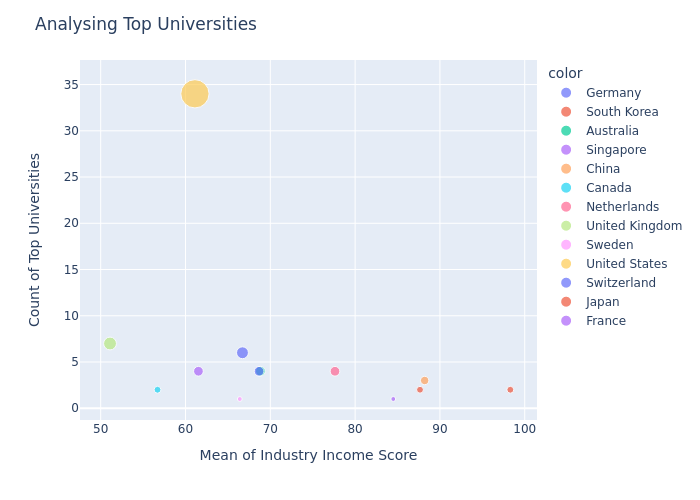 Analysing Top Universities
color
Germany
South Korea
Australia
Singapore
China
Canada
Netherlands
United Kingdom
Sweden
United States
Switzerland
Japan
France
Count of Top Universities
35
30
25
20
15
10
5
0
50 60 70 80 90 100
Mean of Industry Income Score